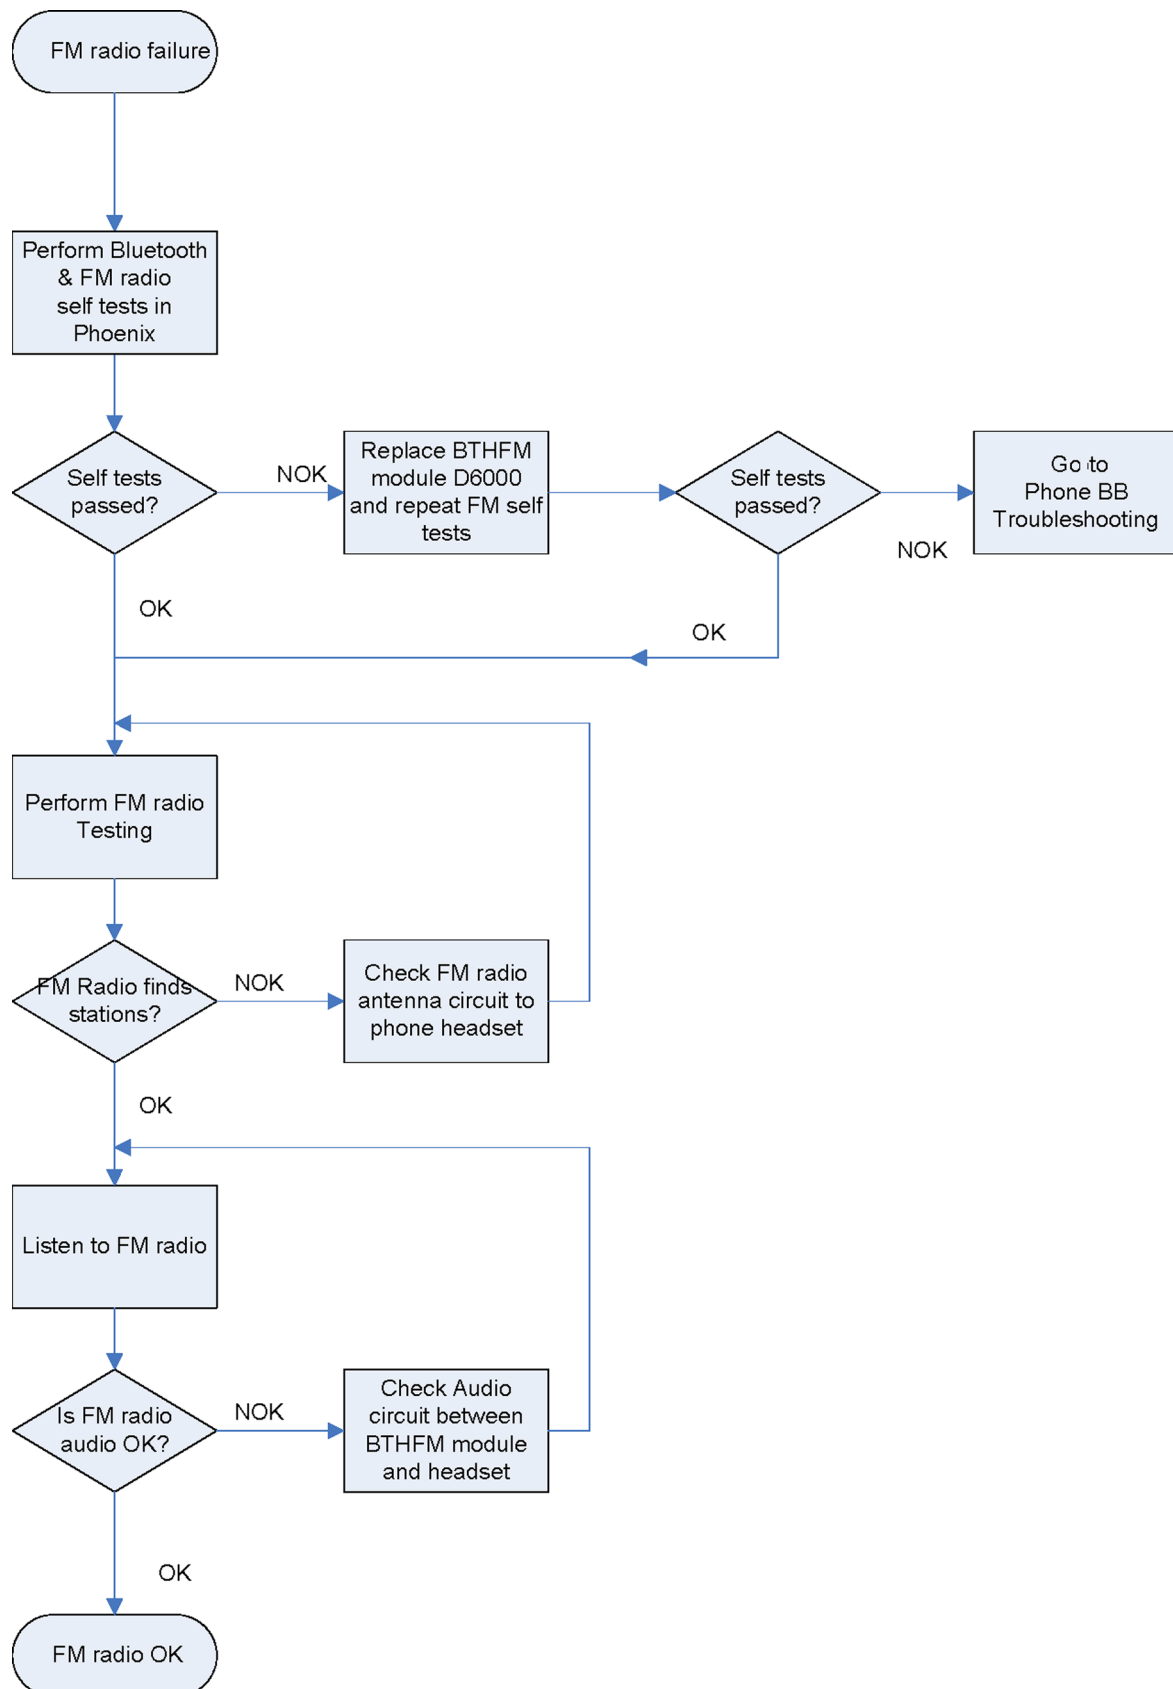 FM radio failure
Perform Bluetooth
& FM radio
self tests in
Phoenix
Self tests
passed?
NOK
Replace BTHFM
module D6000
and repeat FM self
tests
Self tests
passed?
NOK
Go to
Phone BB
Troubleshooting
OK
OK
Perform FM radio
Testing
FM Radio finds
stations?
NOK
Check FM radio
antenna circuit to
phone headset
OK
Listen to FM radio
Is FM radio
audio OK?
NOK
Check Audio
circuit between
BTHFM module
and headset
OK
FM radio OK